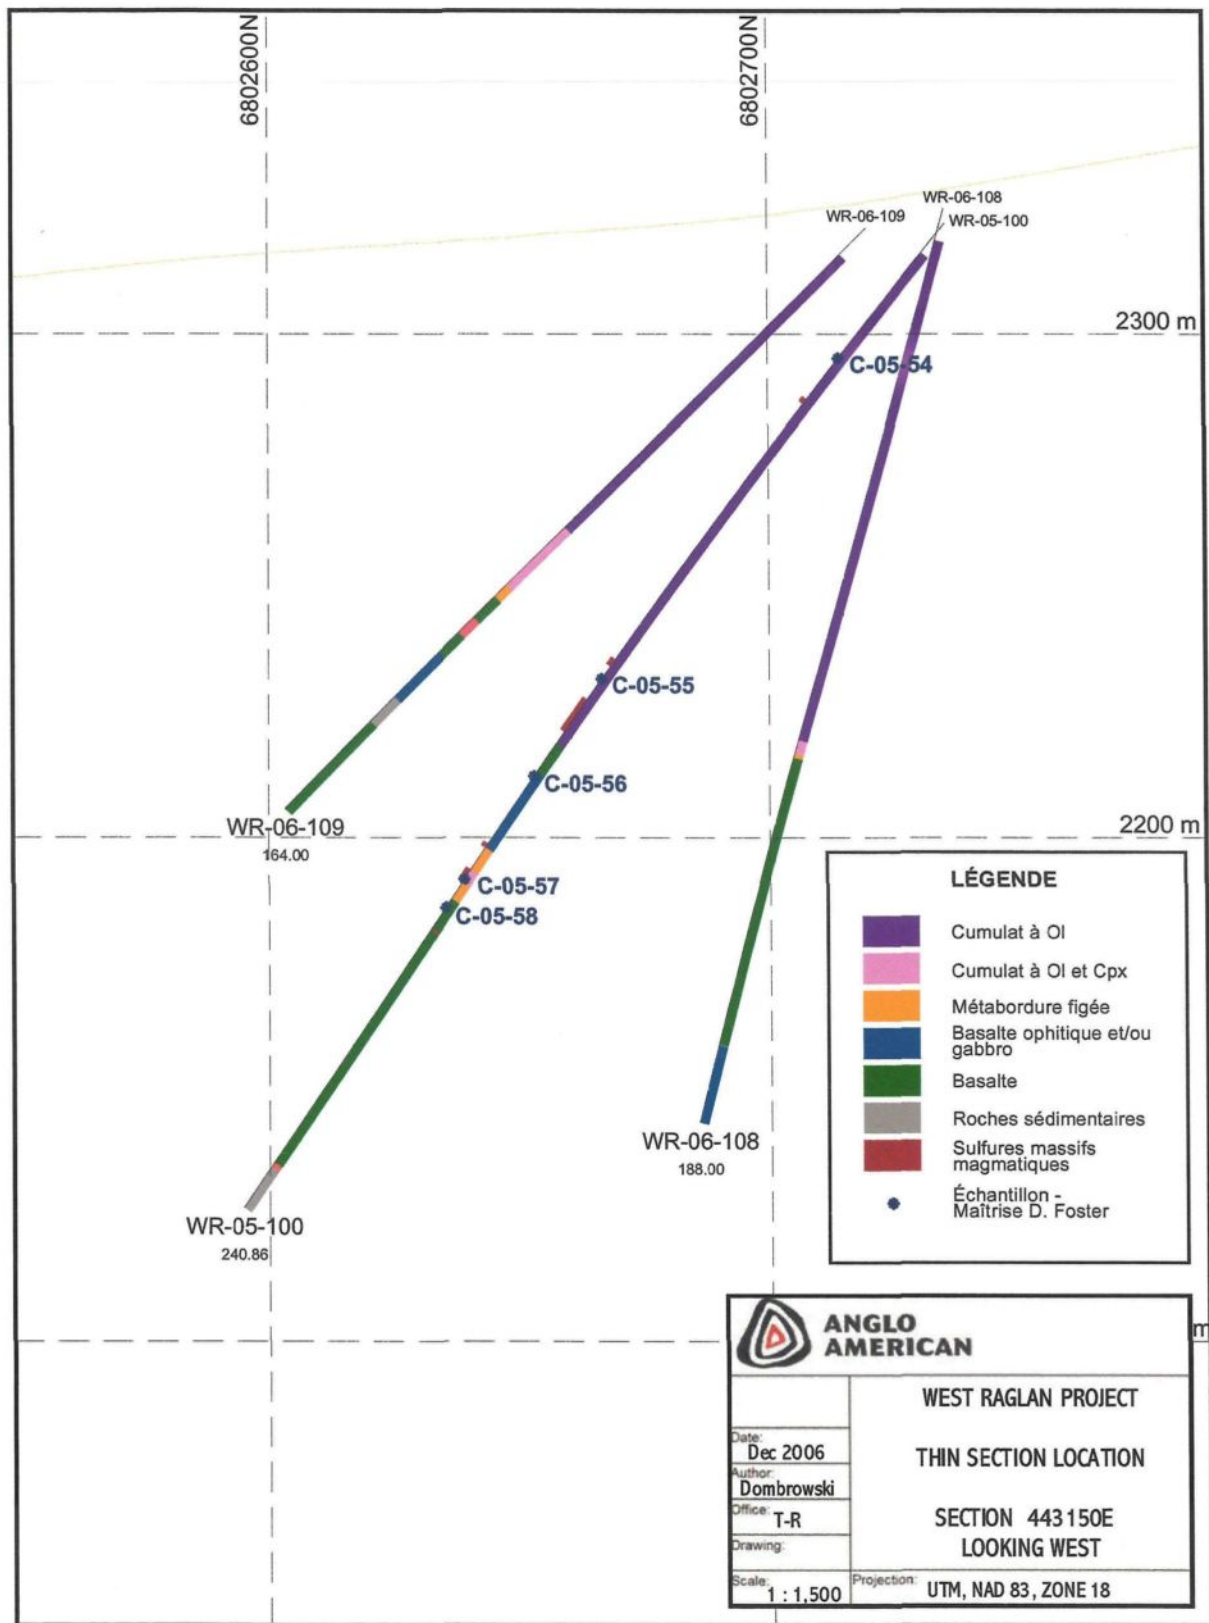 6802600N
6802700N
WR-06-108
WR-06-109
WR-05-100
2300 m
C-05-54
C-05-55
C-05-56
WR-06-109
164.00
2200 m
C-05-57
C-05-58
WR-06-108
188.00
WR-05-100
240.86
LÉGENDE
Cumulat à Ol
Cumulat à Ol et Cpx
Métabordure figée
Basalte ophitique et/ou
gabbro
Basalte
Roches sédimentaires
Sulfures massifs
magmatiques
Échantillon -
Maîtrise D. Foster
m
ANGLO
AMERICAN
WEST RAGLAN PROJECT
THIN SECTION LOCATION
SECTION 443150E
LOOKING WEST
Date:
Dec 2006
Author:
Dombrowski
Office: T-R
Drawing:
Scale: 1 : 1,500
Projection: UTM, NAD 83, ZONE 18